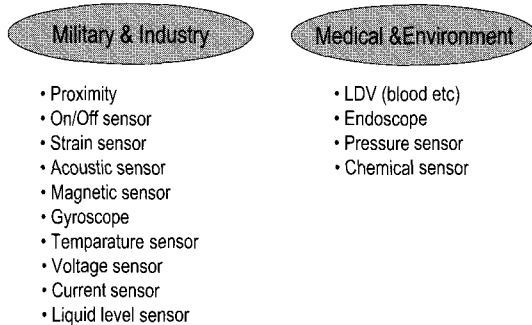 Military & Industry
• Proximity
• On/Off sensor
• Strain sensor
• Acoustic sensor
• Magnetic sensor
• Gyroscope
• Temparature sensor
• Voltage sensor
• Current sensor
• Liquid level sensor
Medical &Environment
• LDV (blood etc)
• Endoscope
• Pressure sensor
• Chemical sensor